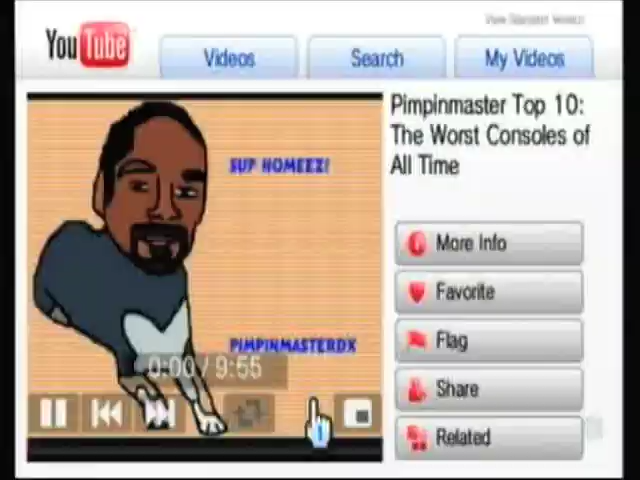 View Standard Version
YouTube
Videos
Search
My Videos
Pimpinmaster Top 10:
The Worst Consoles of
All Time
SUP HOMEEZ!
PIMPINMASTERDX
0:00 / 9:55
More Info
Favorite
Flag
Share
Related